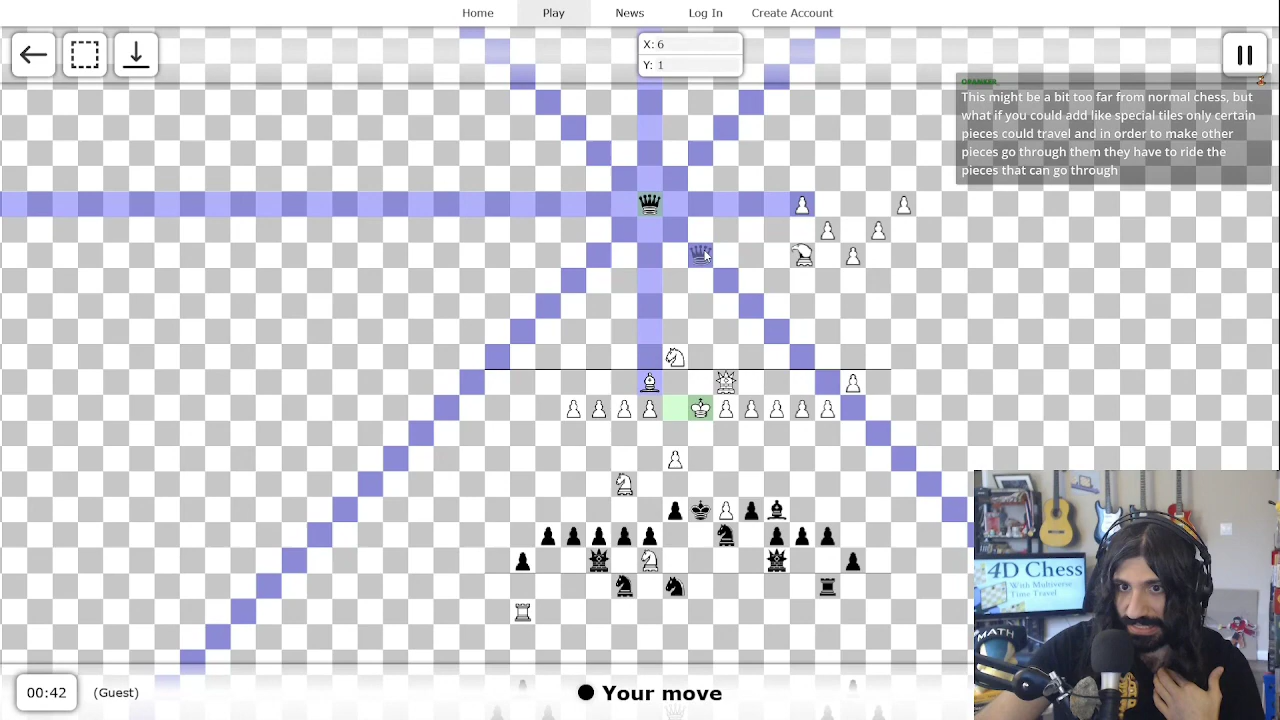 Home Play News Log In Create Account
X: 6
Y: 1
OPANKER
This might be a bit too far from normal chess, but
what if you could add like special tiles only certain
pieces could travel and in order to make other
pieces go through them they have to ride the
pieces that can go through
4D Chess
With Multiverse
Time Travel
MATH
00:42 (Guest) Your move